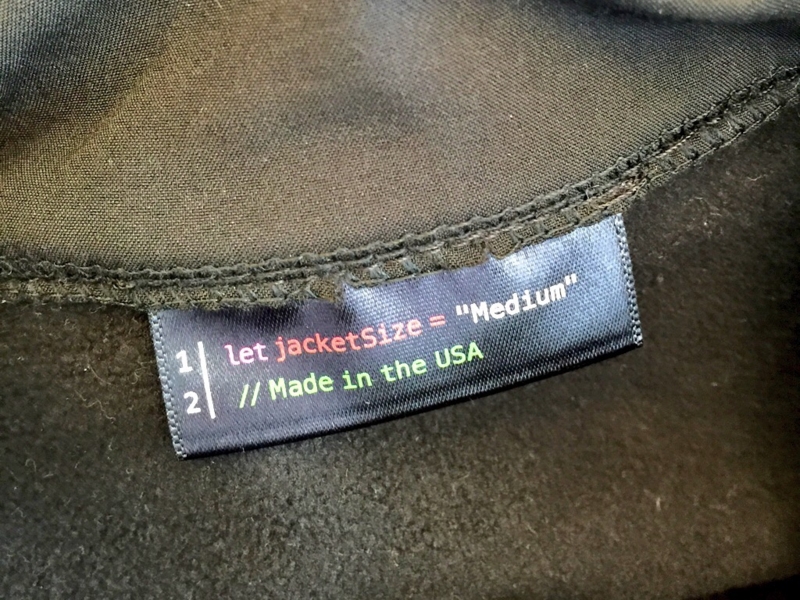 1 let jacketSize = "Medium"
2 // Made in the USA